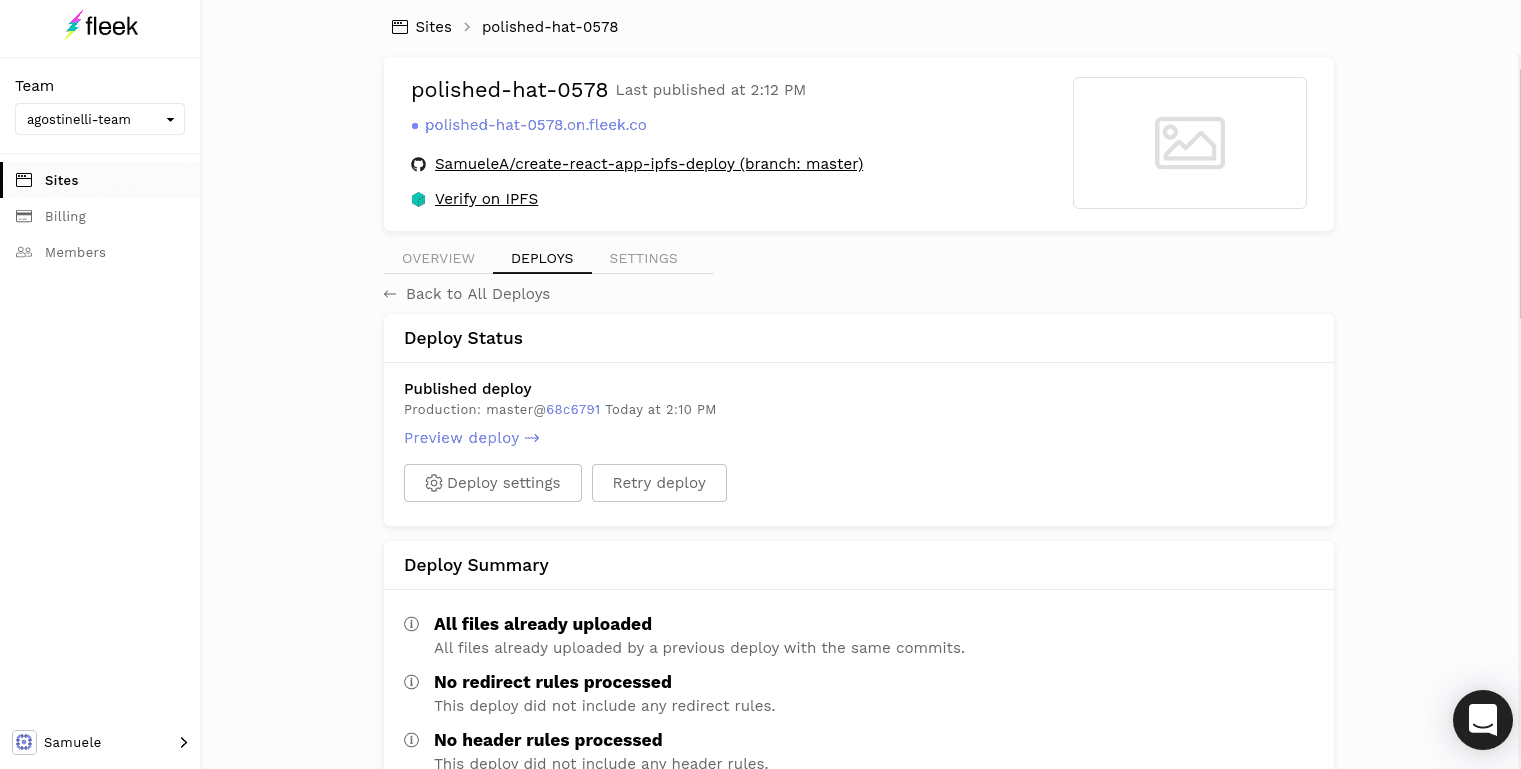 fleek
Team
agostinelli-team
Sites
Billing
Members
Samuele
Sites > polished-hat-0578
polished-hat-0578 Last published at 2:12 PM
polished-hat-0578.on.fleek.co
SamueleA/create-react-app-ipfs-deploy (branch: master)
Verify on IPFS
OVERVIEW DEPLOYS SETTINGS
← Back to All Deploys
Deploy Status
Published deploy
Production: master@68c6791 Today at 2:10 PM
Preview deploy
Deploy settings Retry deploy
Deploy Summary
All files already uploaded
All files already uploaded by a previous deploy with the same commits.
No redirect rules processed
This deploy did not include any redirect rules.
No header rules processed
This deploy did not include any header rules.